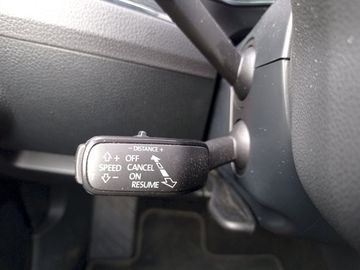 - DISTANCE +
+ OFF
SPEED CANCEL
- ON
RESUME